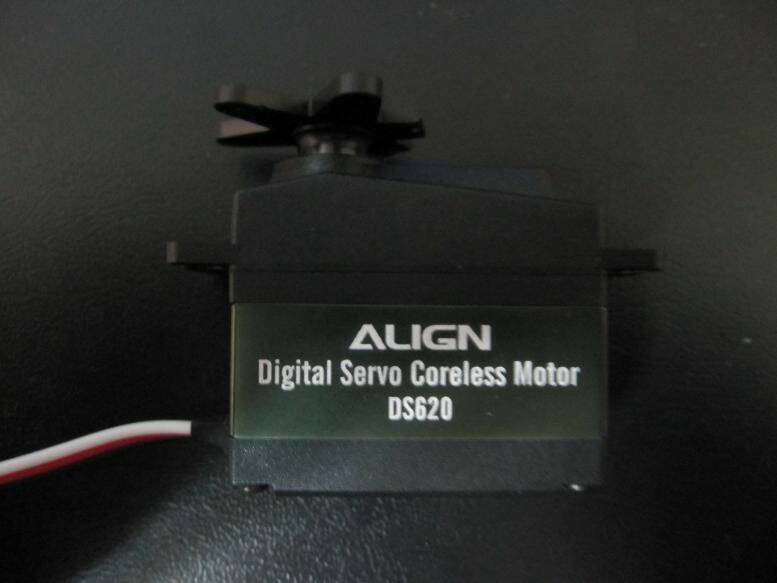 ALIGN
Digital Servo Coreless Motor
DS620